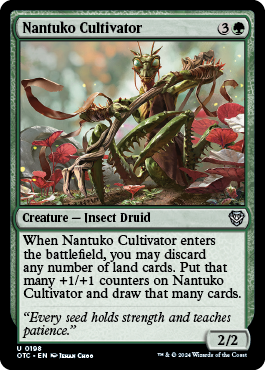 Nantuko Cultivator 3
Creature — Insect Druid
When Nantuko Cultivator enters
the battlefield, you may discard
any number of land cards. Put that
many +1/+1 counters on Nantuko
Cultivator and draw that many cards.
“Every seed holds strength and teaches
patience.”
2/2
U 0198
OTC • EN Jehan Choo
™ & © 2024 Wizards of the Coast